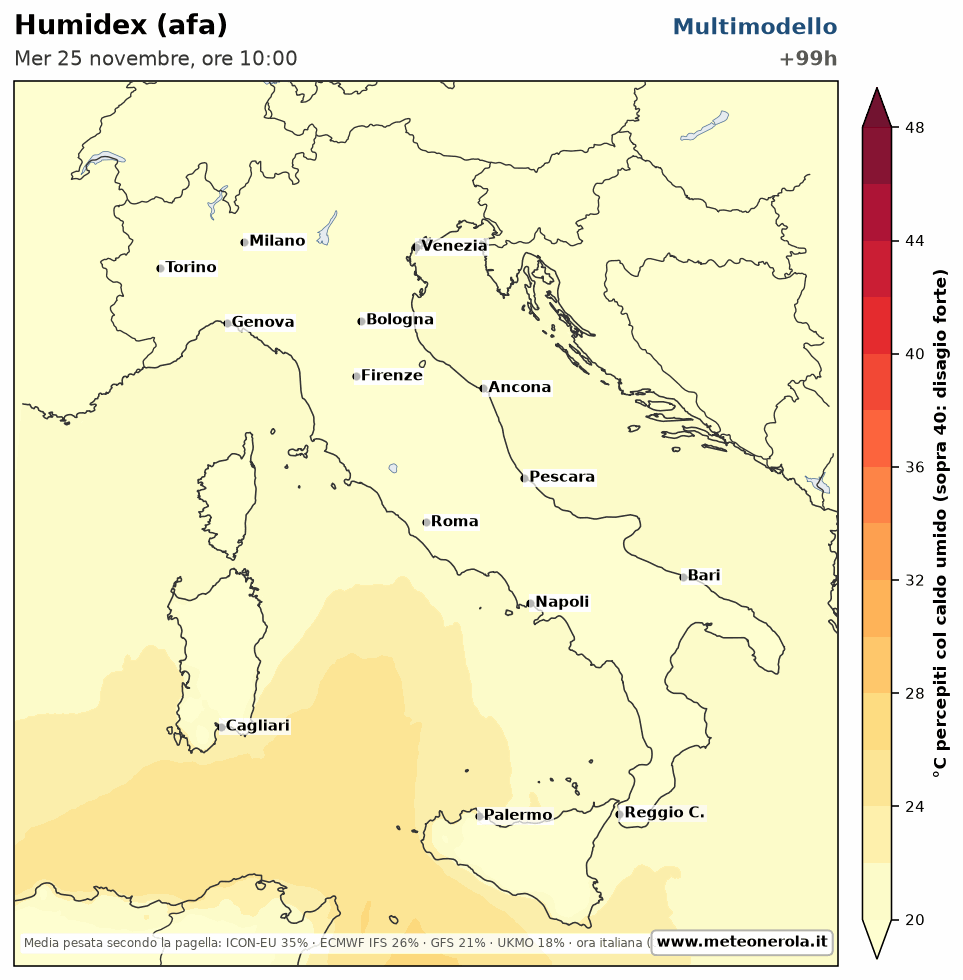 Humidex (afa)
Multimodello
Mer 25 novembre, ore 10:00
+99h
48
44
40
36
32
28
24
20
°C percepiti col caldo umido (sopra 40: disagio forte)
Milano
Venezia
Torino
Genova
Bologna
Firenze
Ancona
Pescara
Roma
Bari
Napoli
Cagliari
Palermo
Reggio C.
Media pesata secondo la pagella: ICON-EU 35% · ECMWF IFS 26% · GFS 21% · UKMO 18% · ora italiana (
www.meteonerola.it